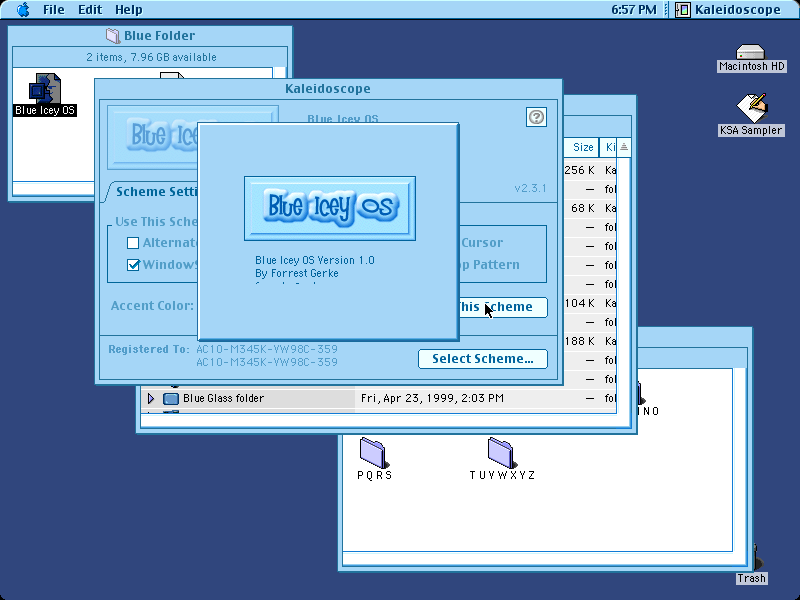 File Edit Help
6:57 PM
Kaleidoscope
Blue Folder
2 items, 7.96 GB available
Blue Icey OS
Macintosh HD
KSA Sampler
Kaleidoscope
Blue Icey OS
v2.3.1
Scheme Setti
Use This Sche
Alternat
Windows
Cursor
p Pattern
Accent Color:
This Scheme
Registered To: AC10-M345K-YW98C-359
AC10-M345K-YW98C-359
Select Scheme...
Blue Icey OS
Blue Icey OS Version 1.0
By Forrest Gerke
Size Ki
256 K Ka
— fol
68 K Ka
— fol
— fol
— fol
— fol
104 K Ka
— fol
188 K Ka
— fol
— fol
Blue Glass folder Fri, Apr 23, 1999, 2:03 PM — fol
NO
PQRS
TUVWXYZ
Trash